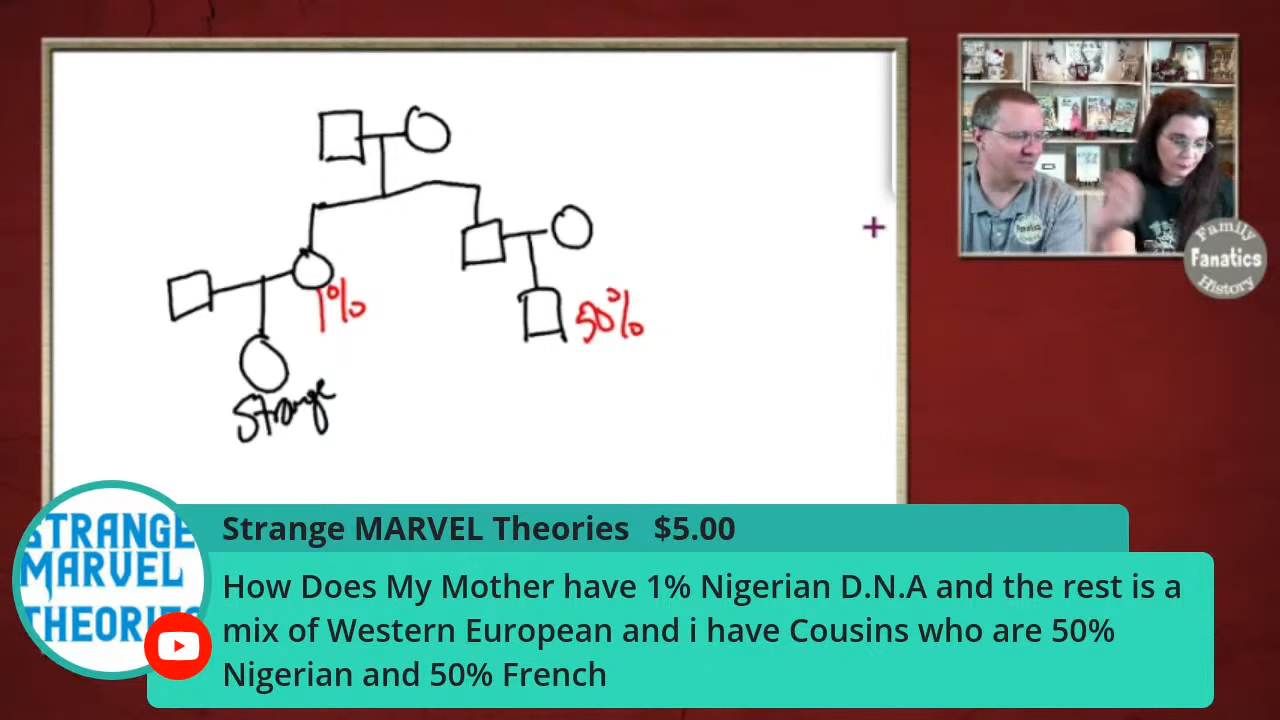 1%
50%
Strange
Family
Fanatics
History
STRANGE
MARVEL
THEORIES
Strange MARVEL Theories $5.00
How Does My Mother have 1% Nigerian D.N.A and the rest is a
mix of Western European and i have Cousins who are 50%
Nigerian and 50% French